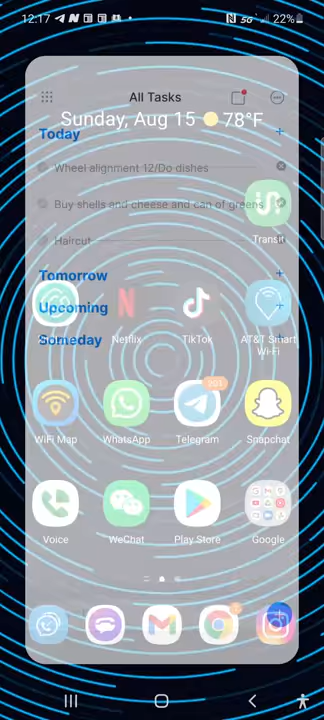 12.17
5G
22%
All Tasks
Sunday, Aug 15 78°F
Today
Wheel alignment 12/Do dishes
Buy shells and cheese and can of greens
Transit
Haircut
Tomorrow
Upcoming
Someday
Netflix
TikTok
AT&T Smart
Wi-Fi
WiFi Map
WhatsApp
Telegram
Snapchat
Voice
WeChat
Play Store
Google